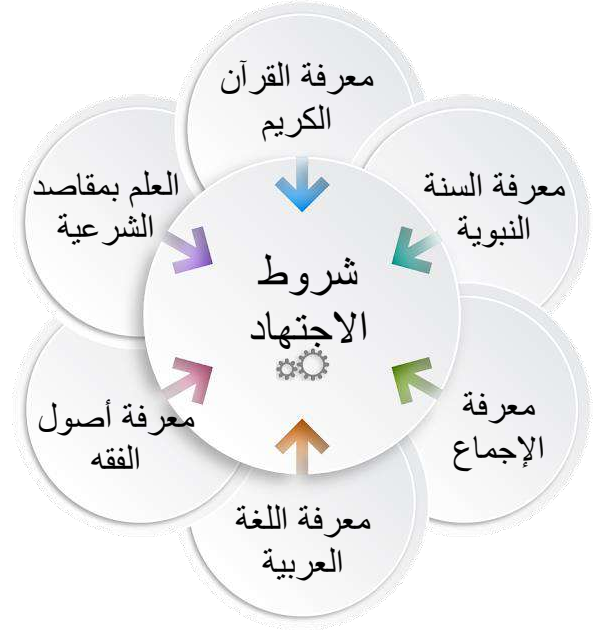 شروط
الاجتهاد
معرفة القرآن
الكريم
معرفة السنة
النبوية
معرفة
الإجماع
معرفة اللغة
العربية
معرفة أصول
الفقه
العلم بمقاصد
الشرعية